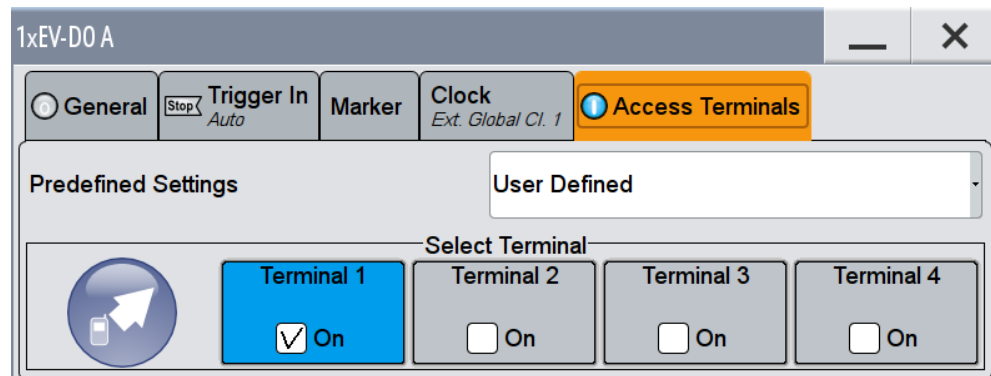 1xEV-DO A
General
Stop
Trigger In
Auto
Marker
Clock
Ext. Global Cl. 1
Access Terminals
Predefined Settings
User Defined
Select Terminal
Terminal 1
Terminal 2
Terminal 3
Terminal 4
On
On
On
On